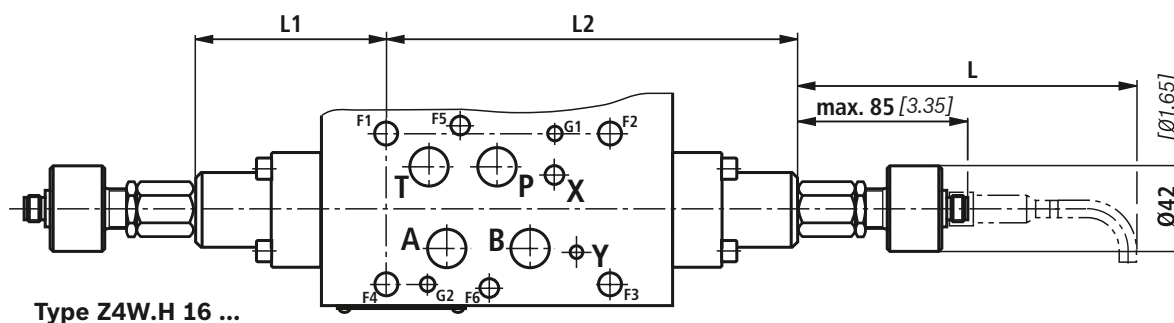 L1
L2
L
max. 85 [3.35]
[Ø1.65]
Ø42
F1
F5
G1
F2
T
P
X
A
B
Y
F4
G2
F6
F3
Type Z4W.H 16 ...